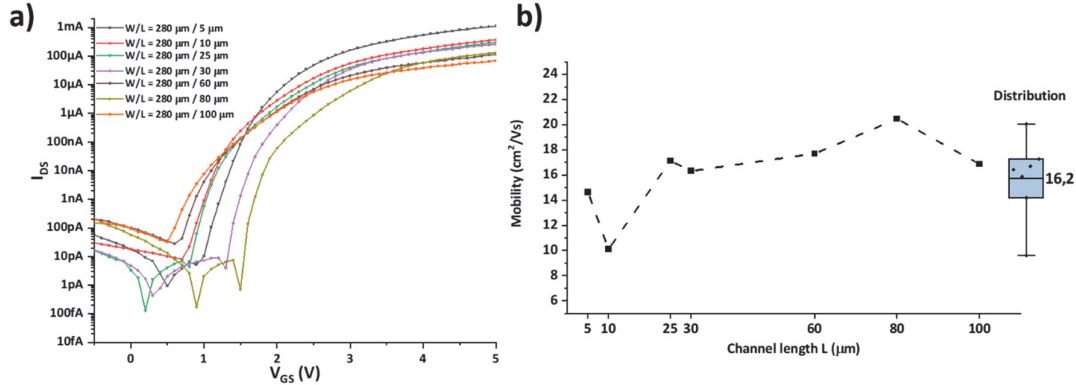 a)
W/L = 280 µm / 5 µm
W/L = 280 µm / 10 µm
W/L = 280 µm / 25 µm
W/L = 280 µm / 30 µm
W/L = 280 µm / 60 µm
W/L = 280 µm / 80 µm
W/L = 280 µm / 100 µm
1mA
100µA
10µA
1µA
100nA
10nA
1nA
100pA
10pA
1pA
100fA
10fA
I_DS
0 1 2 3 4 5
V_GS (V)
b)
24
22
20
18
16
14
12
10
8
6
Mobility (cm²/Vs)
5 10 25 30 60 80 100
Channel length L (µm)
Distribution
16,2